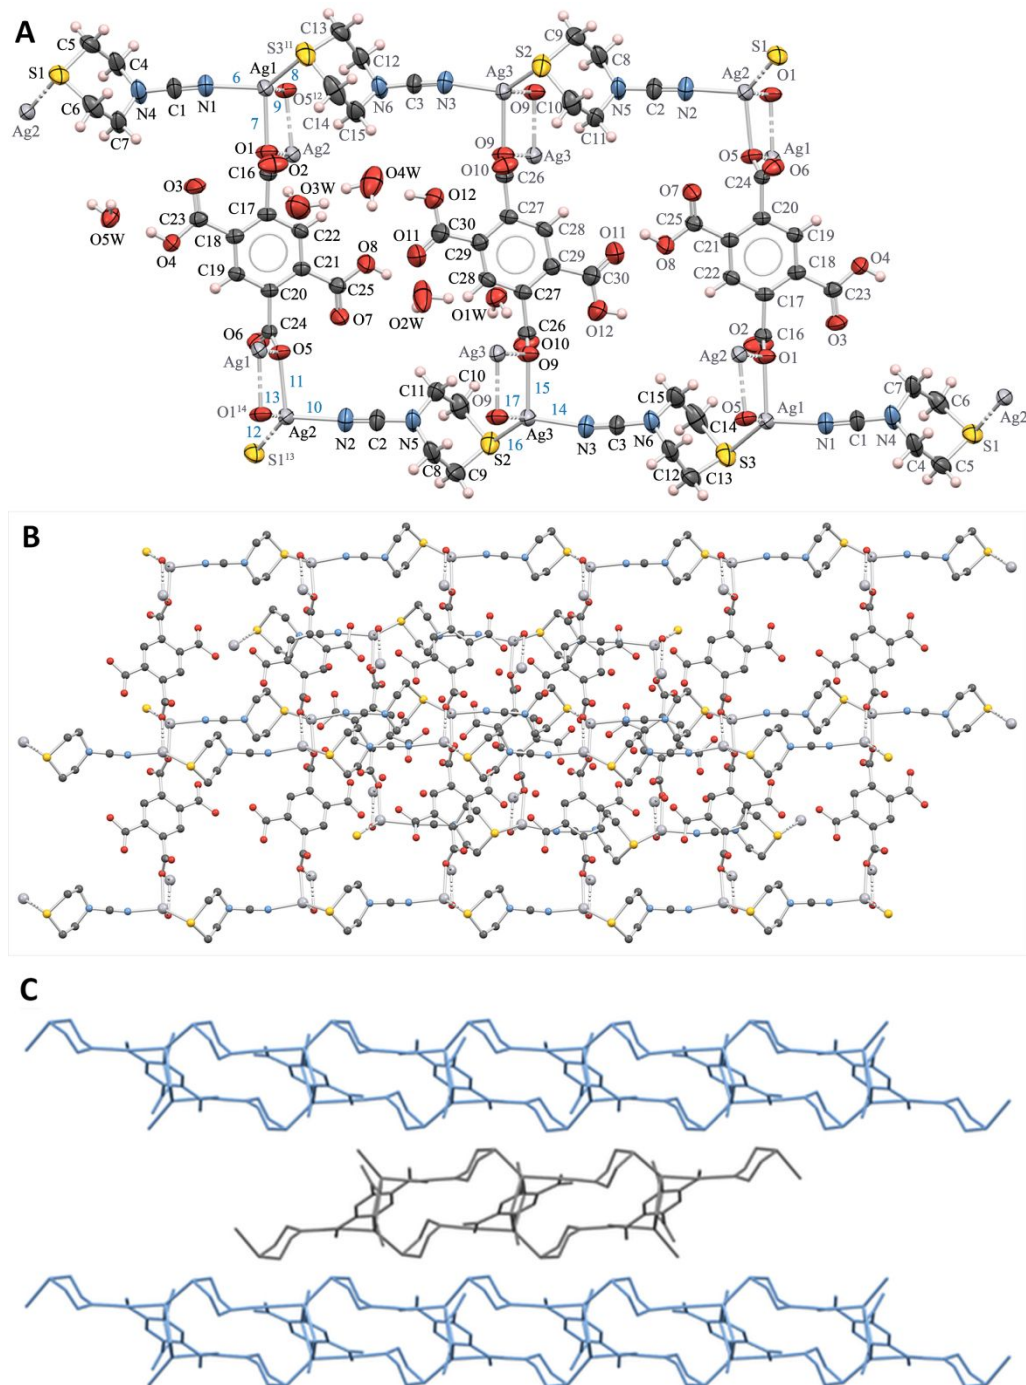 A
C13
C5
S3¹¹
Ag1
C9
S2
S1
C4
C12
C8
Ag3
Ag2
S1
6
8
O1
C6
O5¹²
O9
C10
9
N4
C1
N1
N6
C3
N3
N5
C2
N2
Ag2
C7
7
C14
C15
C11
O1
Ag2
O9
Ag3
O5
Ag1
O2
O10
O6
C16
O4W
C26
C24
O3
O3W
O12
O7
C17
C27
C20
C23
C22
C30
C28
O11
C25
C19
O5W
C18
O8
O11
C29
C21
O4
C21
C29
O8
C18
O4
C19
C28
C30
C22
C20
C25
C27
C17
C23
O2W
O1W
O12
C24
O7
C26
C16
O3
O6
O5
O10
O2
Ag1
Ag3
O9
Ag2
O1
11
C11
C10
15
C15
C7
13
O9
17
C14
O5
C6
Ag2
O1¹⁴
10
14
Ag1
12
Ag2
N2
C2
N5
16
Ag3
N3
C3
N6
N1
C1
N4
S1¹³
C8
S2
C12
S3
C4
S1
C9
C13
C5
B
C